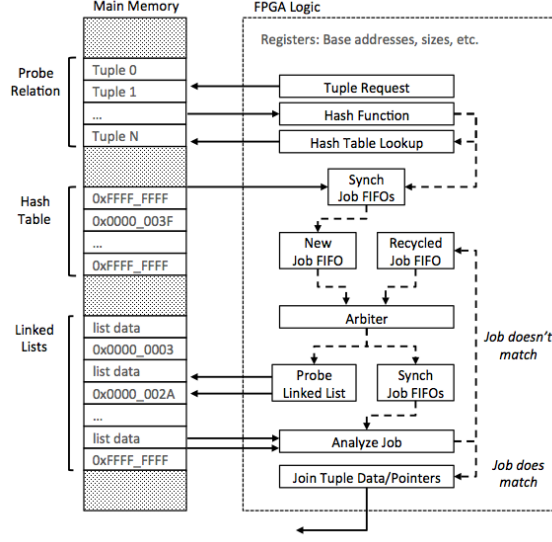 Main Memory
FPGA Logic
Registers: Base addresses, sizes, etc.
Probe
Relation
Tuple 0
Tuple 1
...
Tuple N
Tuple Request
Hash Function
Hash Table Lookup
Hash
Table
0xFFFF_FFFF
0x0000_003F
...
0xFFFF_FFFF
Synch
Job FIFOs
New
Job FIFO
Recycled
Job FIFO
Arbiter
Linked
Lists
list data
0x0000_0003
list data
0x0000_002A
...
list data
0xFFFF_FFFF
Job doesn't
match
Probe
Linked List
Synch
Job FIFOs
Analyze Job
Join Tuple Data/Pointers
Job does
match